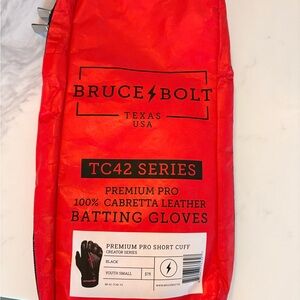 BRUCE BOLT
TEXAS
USA
TC42 SERIES
PREMIUM PRO
100% CABRETTA LEATHER
BATTING GLOVES
PREMIUM PRO SHORT CUFF
CREATOR SERIES
BLACK
YOUTH SMALL
$75